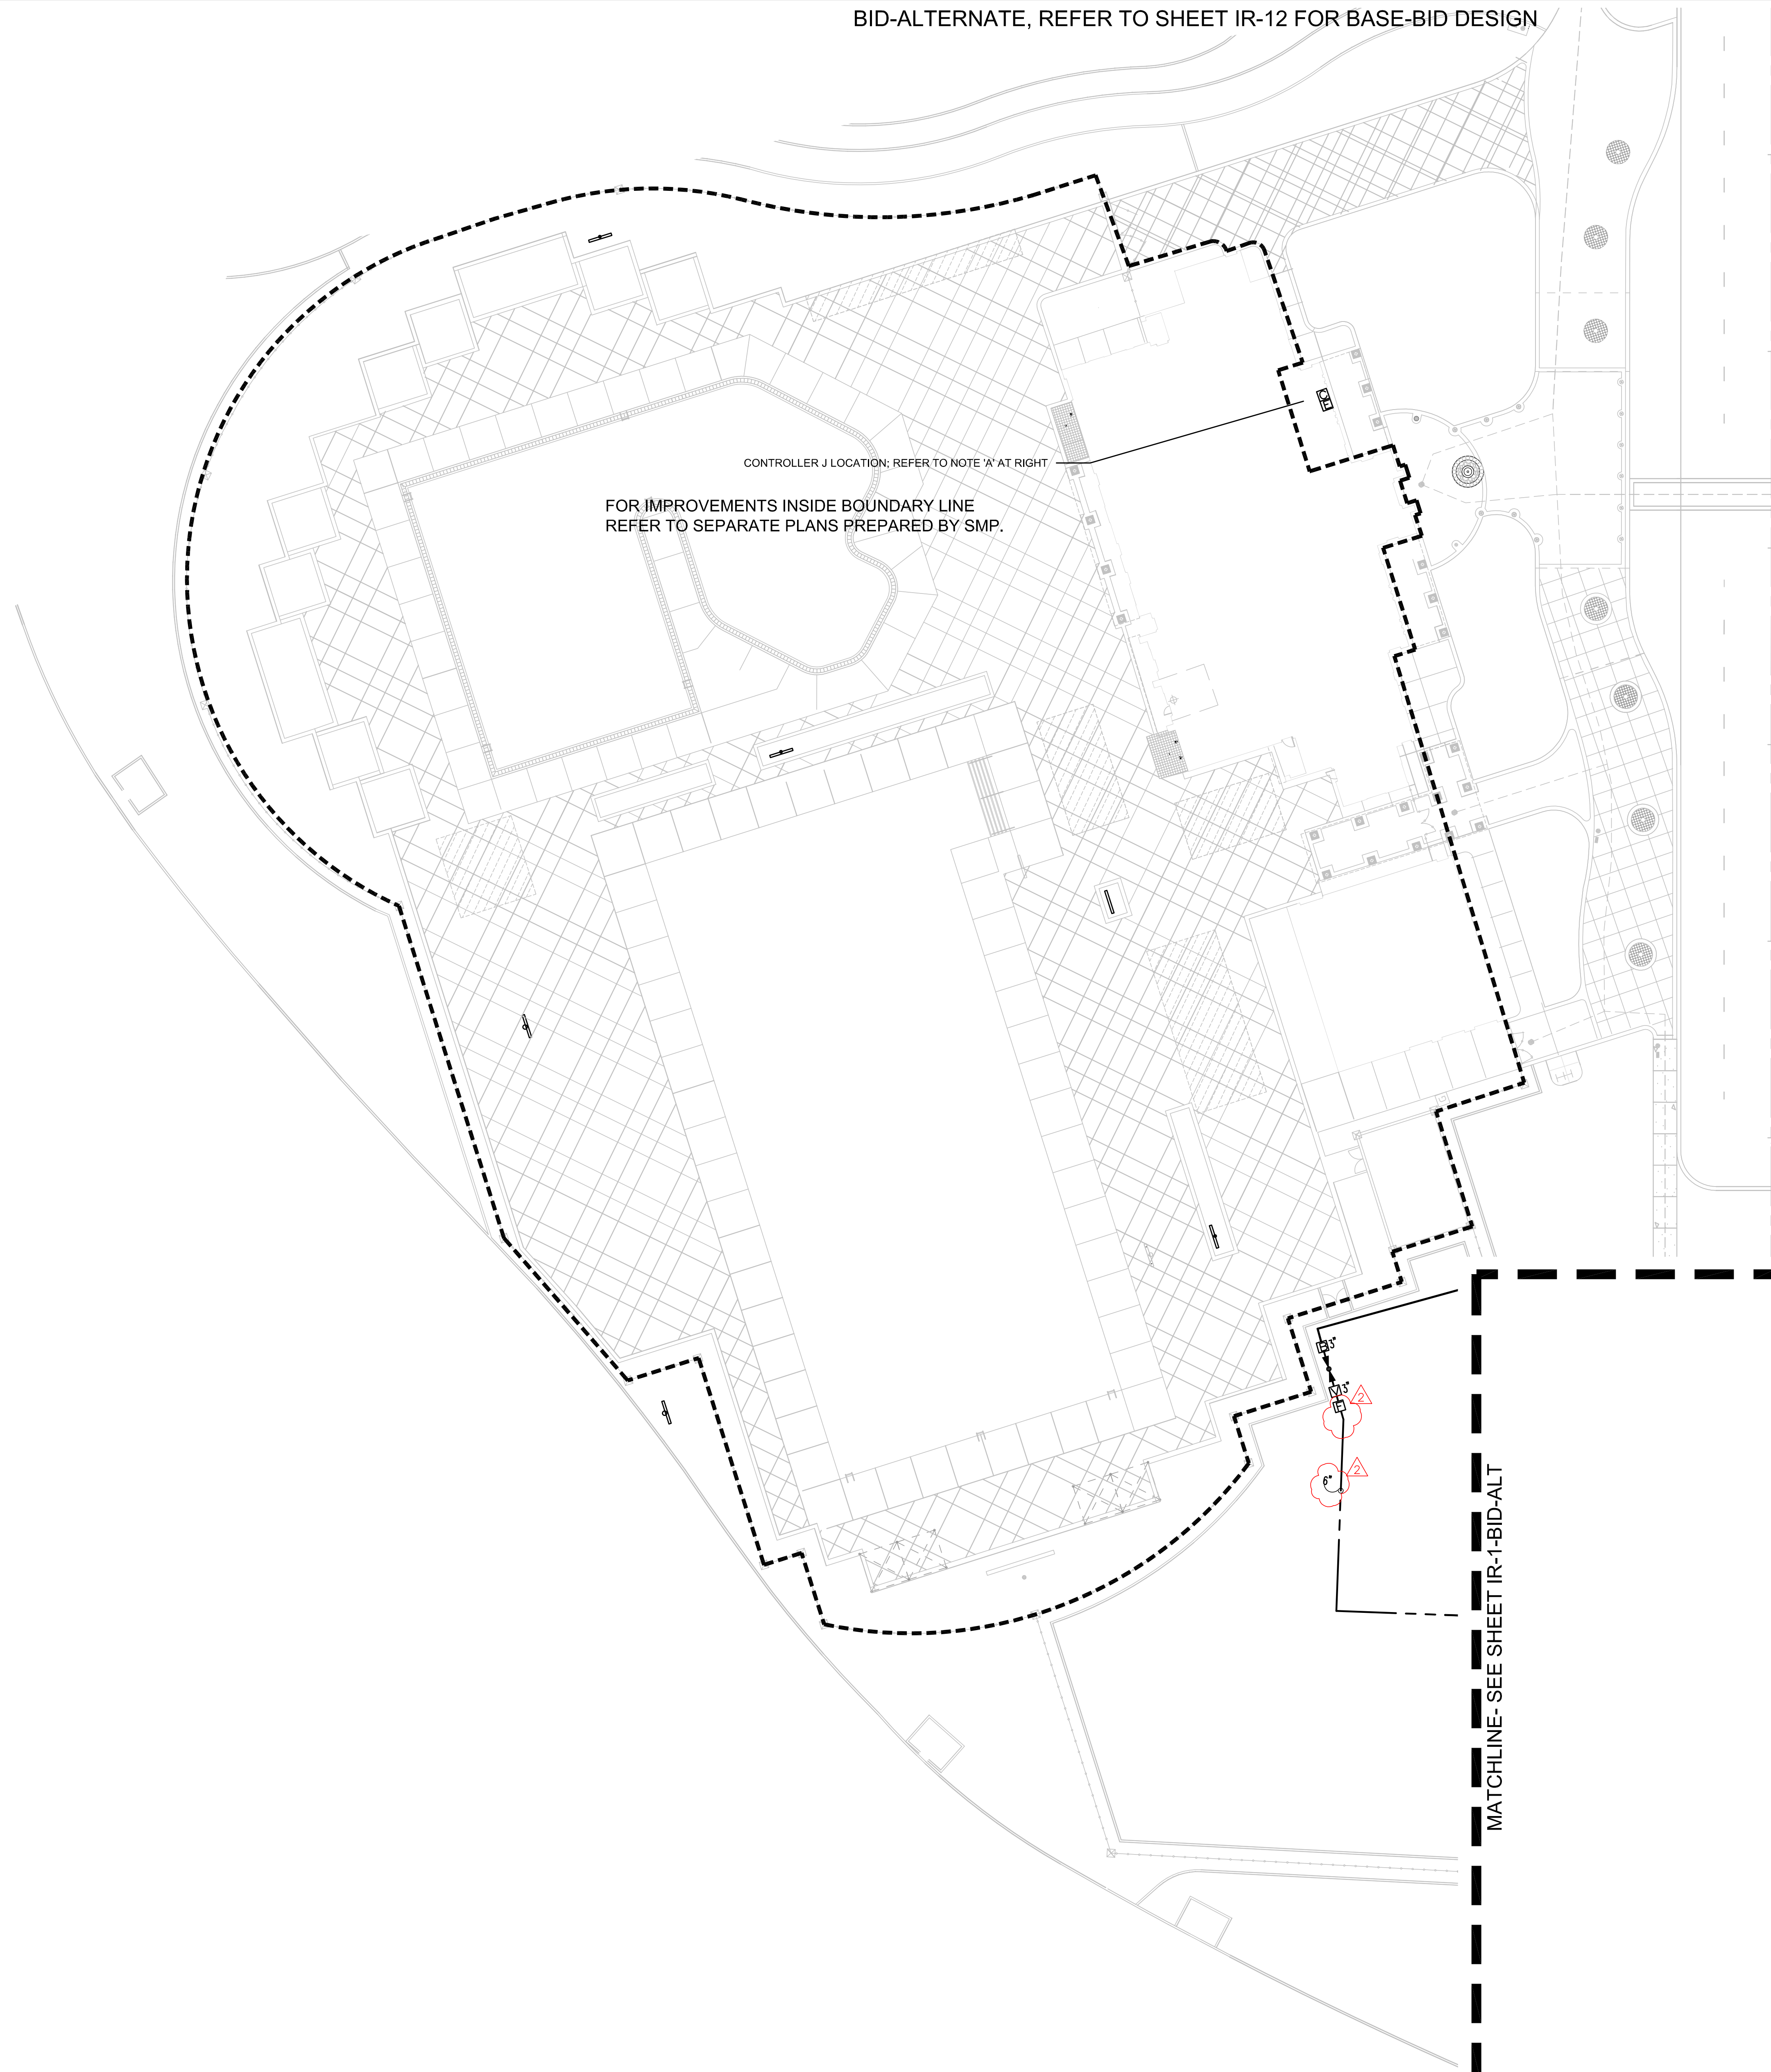 BID-ALTERNATE, REFER TO SHEET IR-12 FOR BASE-BID DESIGN
CONTROLLER J LOCATION; REFER TO NOTE 'A' AT RIGHT
FOR IMPROVEMENTS INSIDE BOUNDARY LINE
REFER TO SEPARATE PLANS PREPARED BY SMP.
B 3"
M 3"
2
F
2
6"
MATCHLINE- SEE SHEET IR-1-BID-ALT